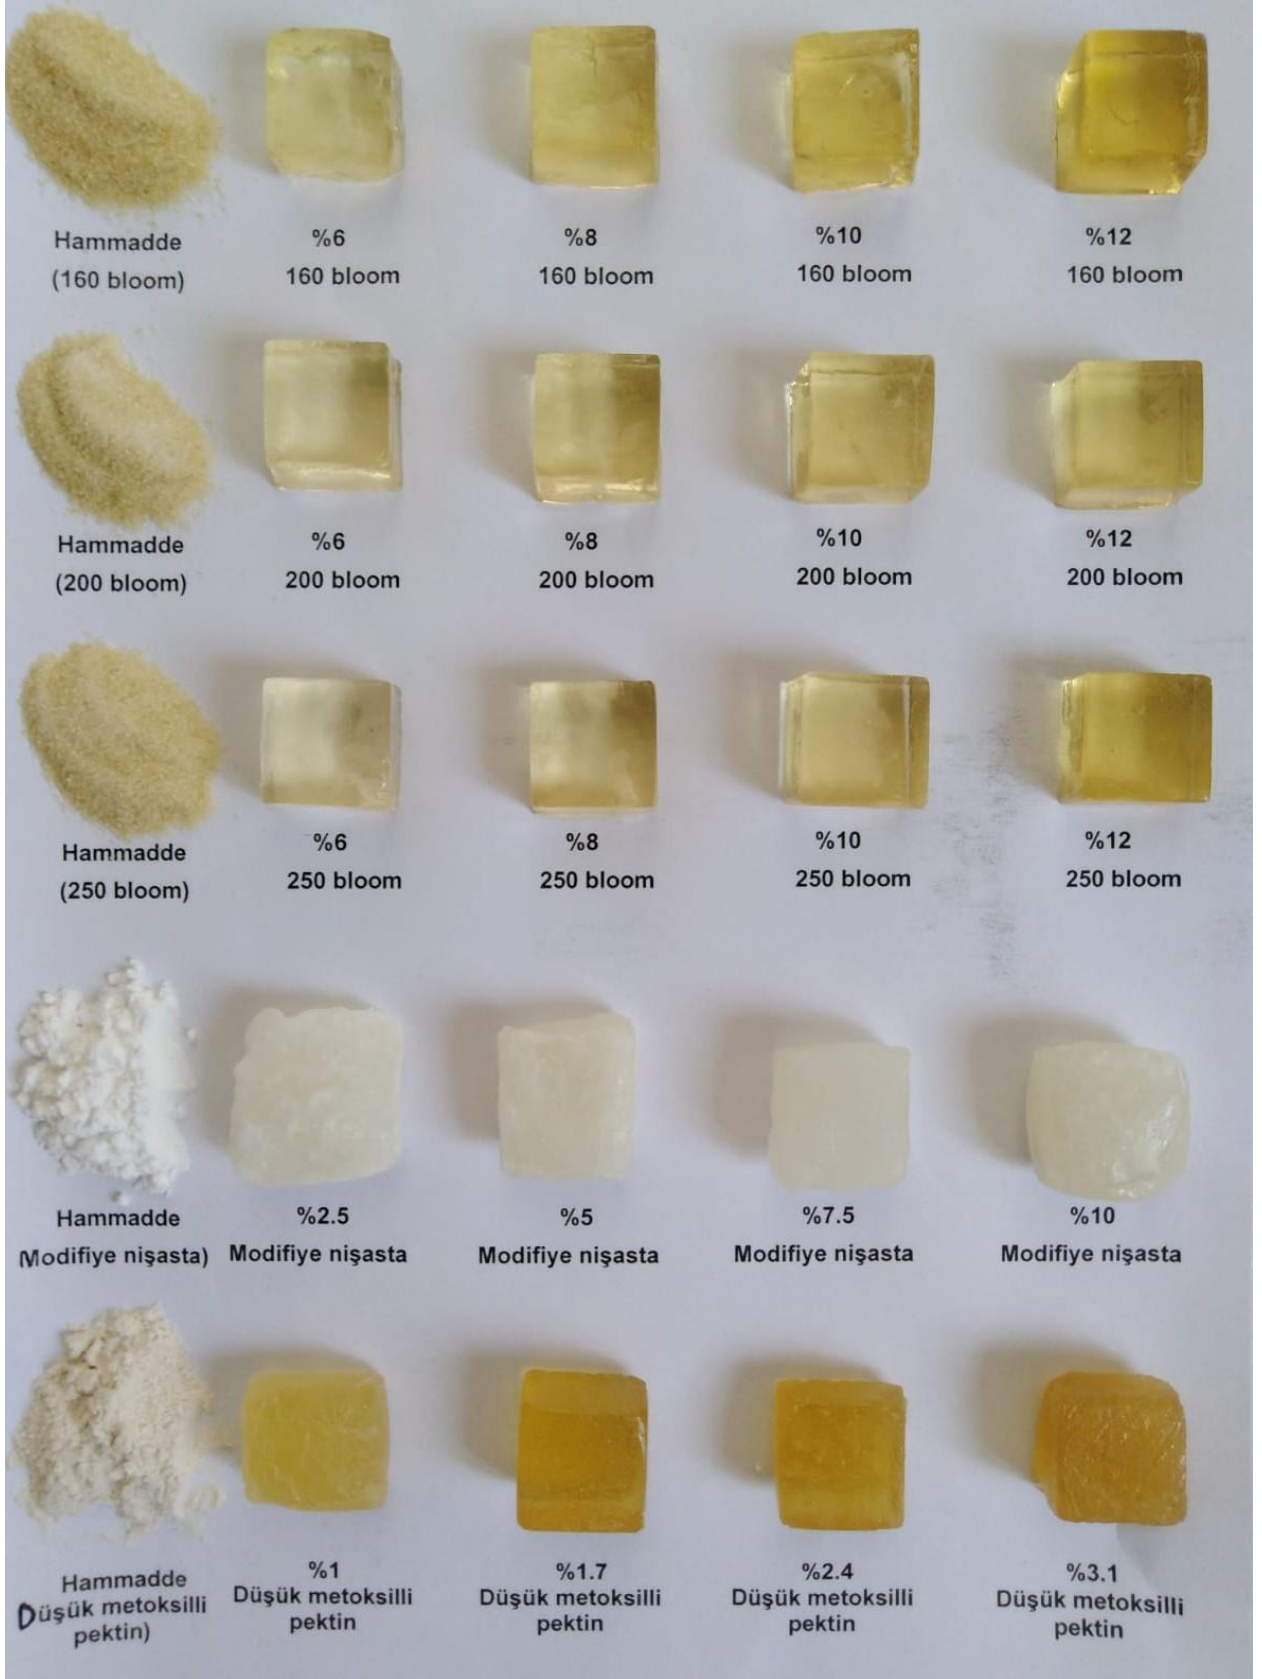 Hammadde
(160 bloom)
%6
160 bloom
%8
160 bloom
%10
160 bloom
%12
160 bloom
Hammadde
(200 bloom)
%6
200 bloom
%8
200 bloom
%10
200 bloom
%12
200 bloom
Hammadde
(250 bloom)
%6
250 bloom
%8
250 bloom
%10
250 bloom
%12
250 bloom
Hammadde
Modifiye nişasta)
%2.5
Modifiye nişasta
%5
Modifiye nişasta
%7.5
Modifiye nişasta
%10
Modifiye nişasta
Hammadde
Düşük metoksilli
pektin)
%1
Düşük metoksilli
pektin
%1.7
Düşük metoksilli
pektin
%2.4
Düşük metoksilli
pektin
%3.1
Düşük metoksilli
pektin